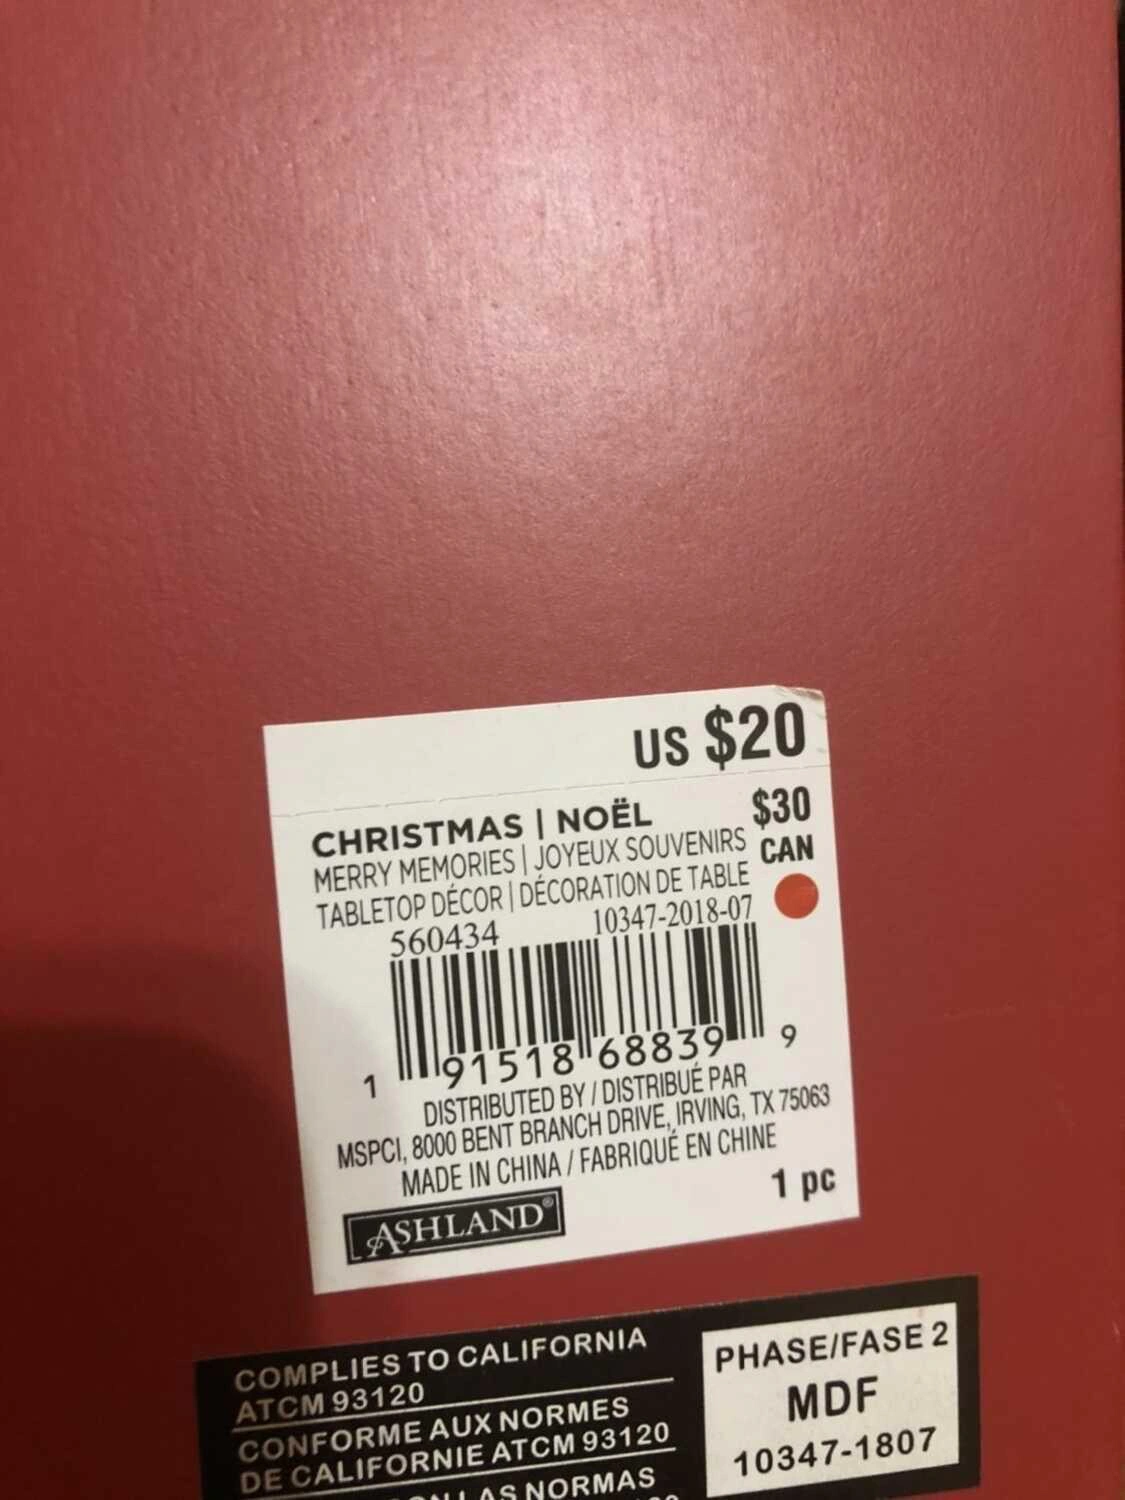 US $20
CHRISTMAS | NOËL
$30
MERRY MEMORIES | JOYEUX SOUVENIRS
CAN
TABLETOP DÉCOR | DÉCORATION DE TABLE
560434 10347-2018-07
1 91518 68839 9
DISTRIBUTED BY / DISTRIBUÉ PAR
MSPCI, 8000 BENT BRANCH DRIVE, IRVING, TX 75063
MADE IN CHINA / FABRIQUÉ EN CHINE
1 pc
ASHLAND®
COMPLIES TO CALIFORNIA
ATCM 93120
CONFORME AUX NORMES
DE CALIFORNIE ATCM 93120
LAS NORMAS
PHASE/FASE 2
MDF
10347-1807